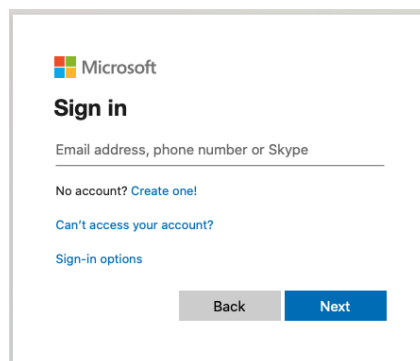 Microsoft
Sign in
Email address, phone number or Skype
No account? Create one!
Can't access your account?
Sign-in options
Back Next